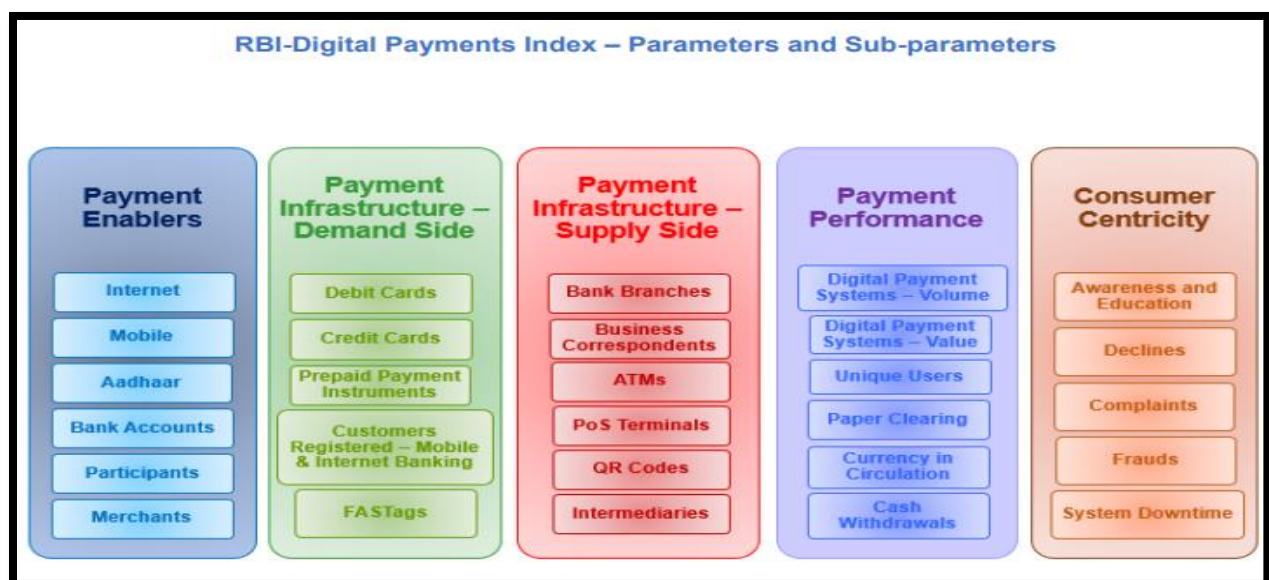 RBI-Digital Payments Index – Parameters and Sub-parameters
Payment
Enablers
Internet
Mobile
Aadhaar
Bank Accounts
Participants
Merchants
Payment
Infrastructure –
Demand Side
Debit Cards
Credit Cards
Prepaid Payment
Instruments
Customers
Registered – Mobile
& Internet Banking
FASTags
Payment
Infrastructure –
Supply Side
Bank Branches
Business
Correspondents
ATMs
PoS Terminals
QR Codes
Intermediaries
Payment
Performance
Digital Payment
Systems – Volume
Digital Payment
Systems – Value
Unique Users
Paper Clearing
Currency in
Circulation
Cash
Withdrawals
Consumer
Centricity
Awareness and
Education
Declines
Complaints
Frauds
System Downtime